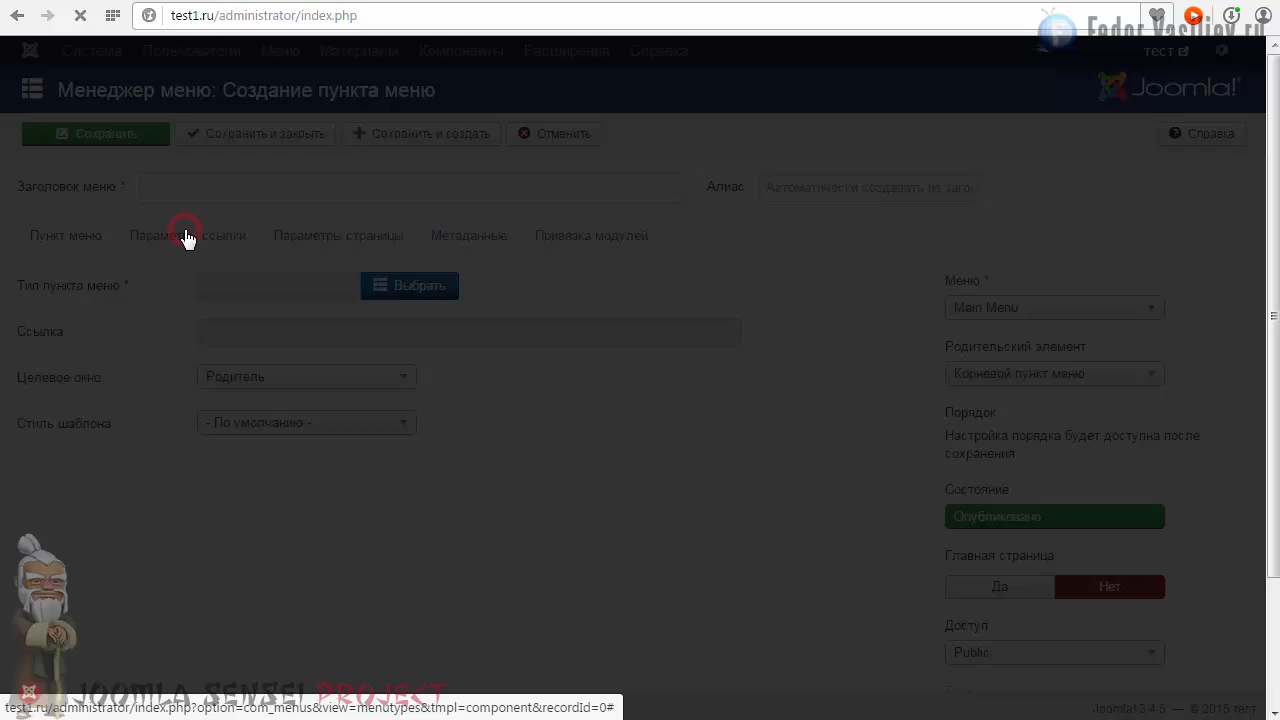 test1.ru/administrator/index.php
Fedor Vasiliev.ru
Система Пользователи Меню Материалы Компоненты Расширения Справка
тест
Менеджер меню: Создание пункта меню
Joomla!
Сохранить Сохранить и закрыть Сохранить и создать Отменить Справка
Заголовок меню *
Алиас Автоматически создавать из заго
Пункт меню Параметры ссылки Параметры страницы Метаданные Привязка модулей
Тип пункта меню * Выбрать
Ссылка
Целевое окно Родитель
Стиль шаблона - По умолчанию -
Меню *
Main Menu
Родительский элемент
Корневой пункт меню
Порядок
Настройка порядка будет доступна после
сохранения
Состояние
Опубликовано
Главная страница
Да Нет
Доступ
Public
JOOMLA SENSEI PROJECT
test1.ru/administrator/index.php?option=com_menus&view=menutypes&tmpl=component&recordId=0#
Joomla! 3.4.5 — © 2015 тест